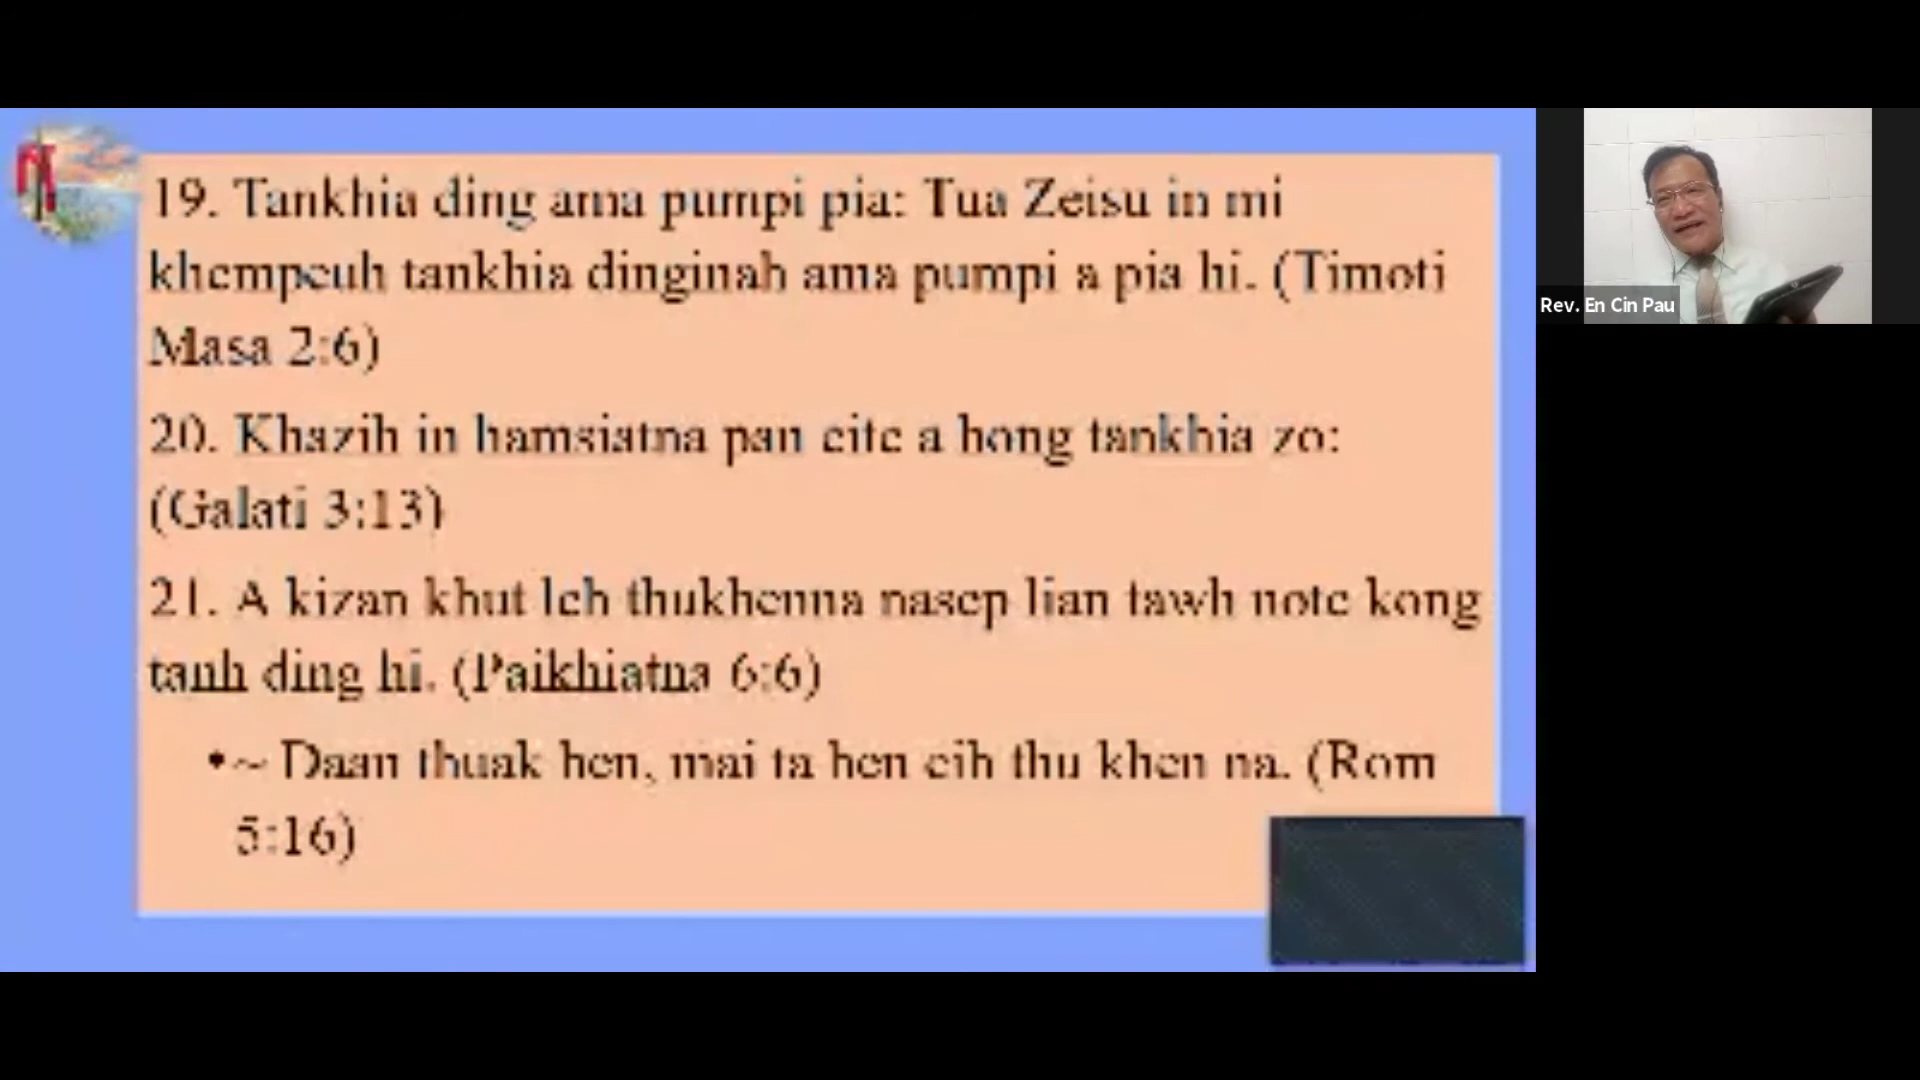 19. Tankhia ding ama pumpi pia: Tua Zeisu in mi
khempeuh tankhia dinginah ama pumpi a pia hi. (Timoti
Masa 2:6)
20. Khazih in hamsiatna pan eite a hong tankhia zo:
(Galati 3:13)
21. A kizan khut leh thukhenna nasep lian tawh note kong
tanh ding hi. (Paikhiatna 6:6)
•~ Daan thuak hen, mai ta hen cih thu khen na. (Rom
5:16)
Rev. En Cin Pau